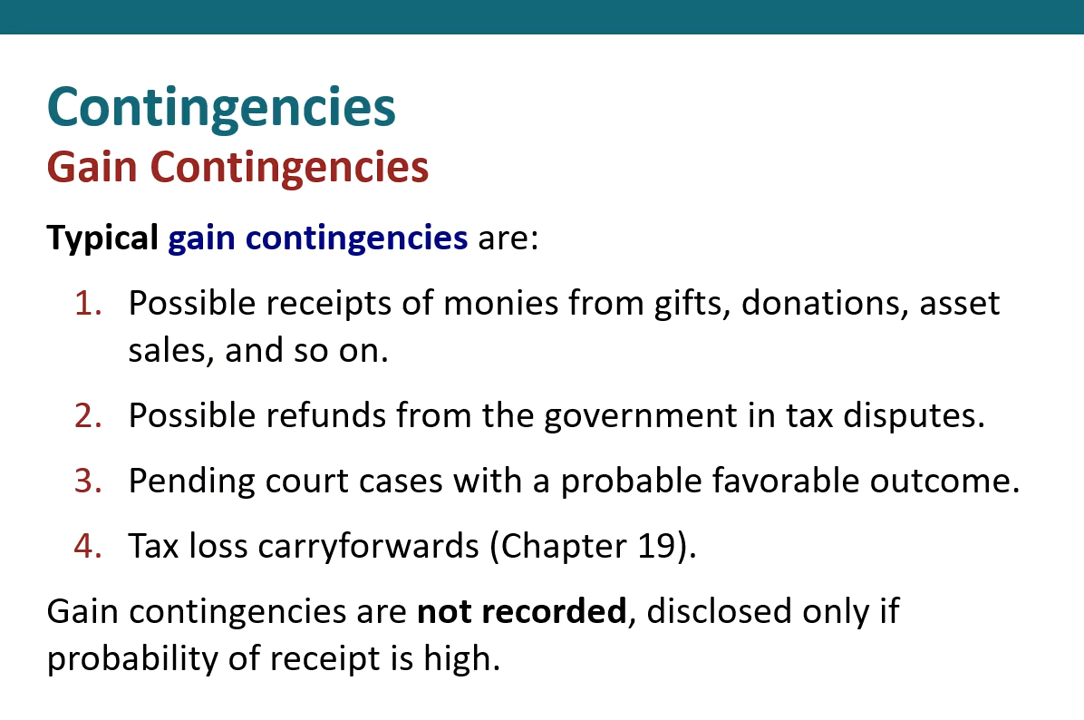 Contingencies
Gain Contingencies
Typical gain contingencies are:
1. Possible receipts of monies from gifts, donations, asset
sales, and so on.
2. Possible refunds from the government in tax disputes.
3. Pending court cases with a probable favorable outcome.
4. Tax loss carryforwards (Chapter 19).
Gain contingencies are not recorded, disclosed only if
probability of receipt is high.